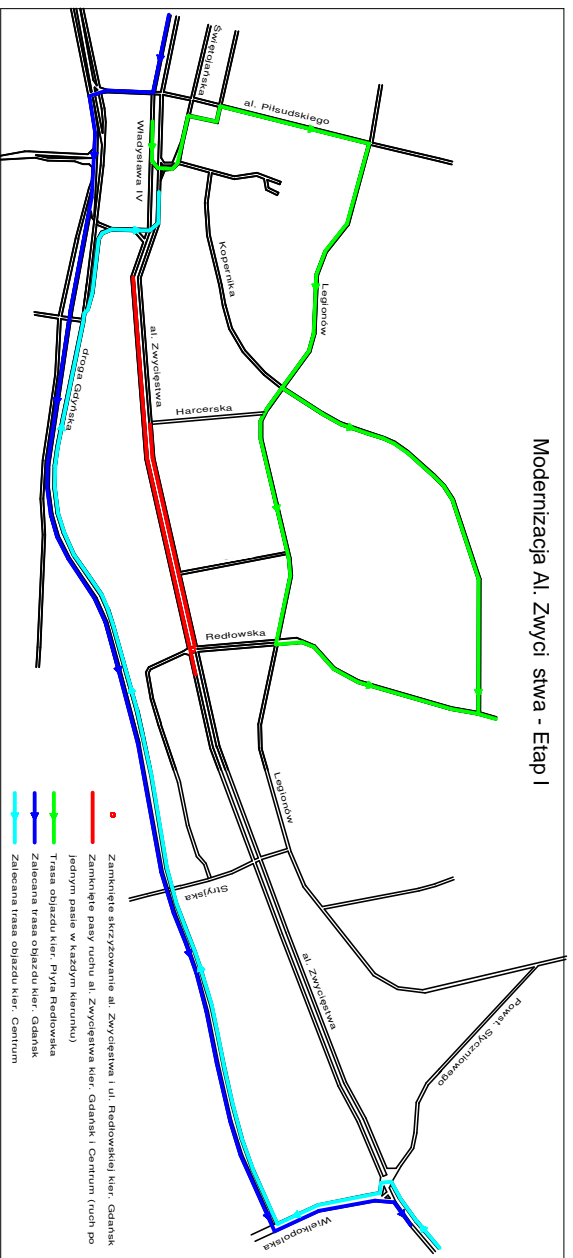 Modernizacja Al. Zwyci stwa - Etap I
Świętojańska
al. Piłsudskiego
Władysława IV
Kopernika
Legionów
al. Zwycięstwa
Harcerska
droga Gdyńska
Redłowska
Legionów
Stryjska
al. Zwycięstwa
Powst. Styczniowego
Wielkopolska
Zamknięte skrzyżowanie al. Zwycięstwa i ul. Redłowskiej kier. Gdańsk
Zamknięte pasy ruchu al. Zwycięstwa kier. Gdańsk i Centrum (ruch po
jednym pasie w każdym kierunku)
Trasa objazdu kier. Płyta Redłowska
Zalecana trasa objazdu kier. Gdańsk
Zalecana trasa objazdu kier. Centrum